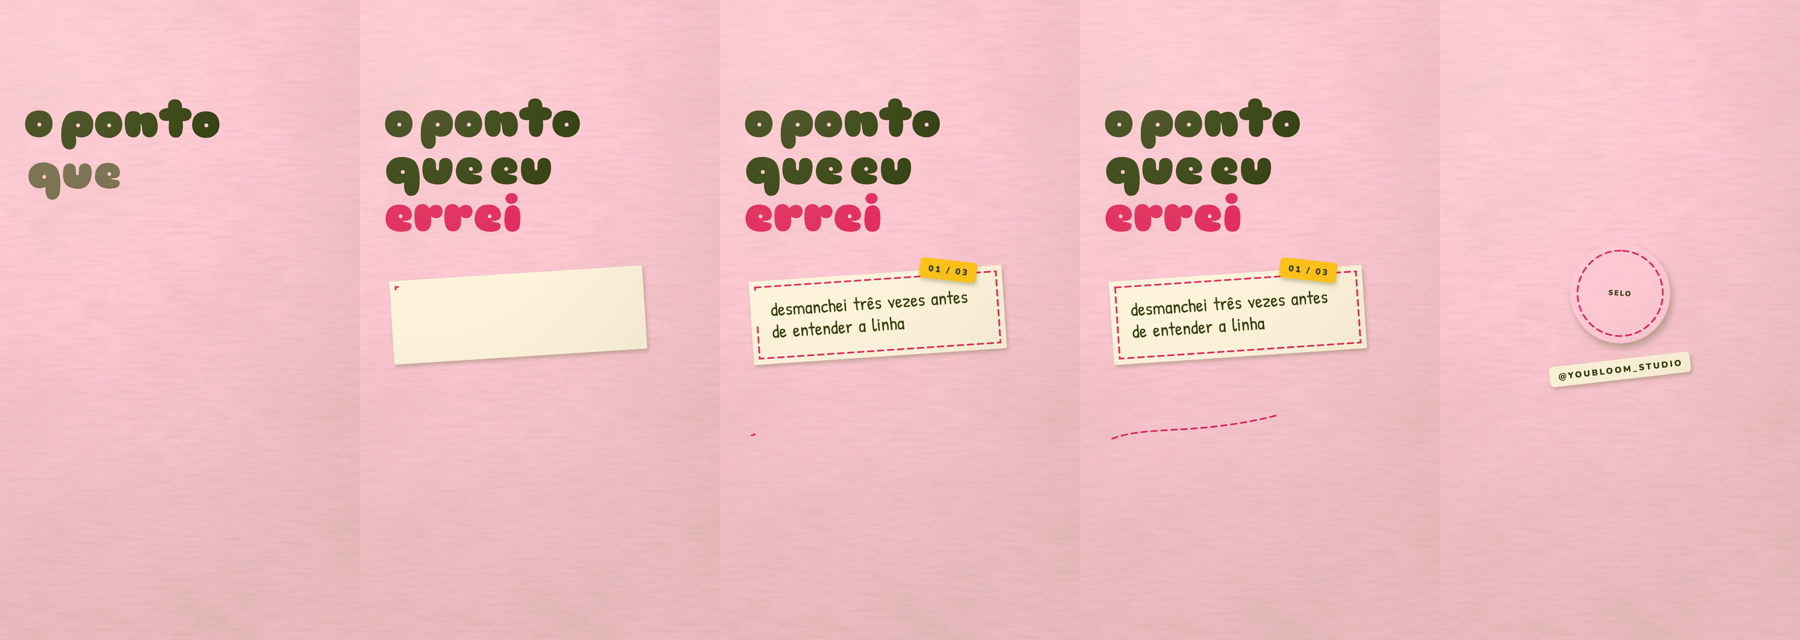 o ponto
que
o ponto
que eu
errei
o ponto
que eu
errei
01 / 03
desmanchei três vezes antes
de entender a linha
o ponto
que eu
errei
01 / 03
desmanchei três vezes antes
de entender a linha
SELO
@YOUBLOOM_STUDIO